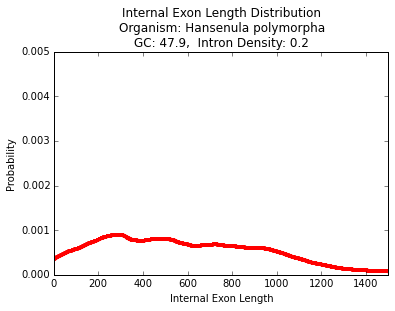 Internal Exon Length Distribution
Organism: Hansenula polymorpha
GC: 47.9,  Intron Density: 0.2
0.005
0.004
0.003
0.002
0.001
0.000
Probability
0 200 400 600 800 1000 1200 1400
Internal Exon Length